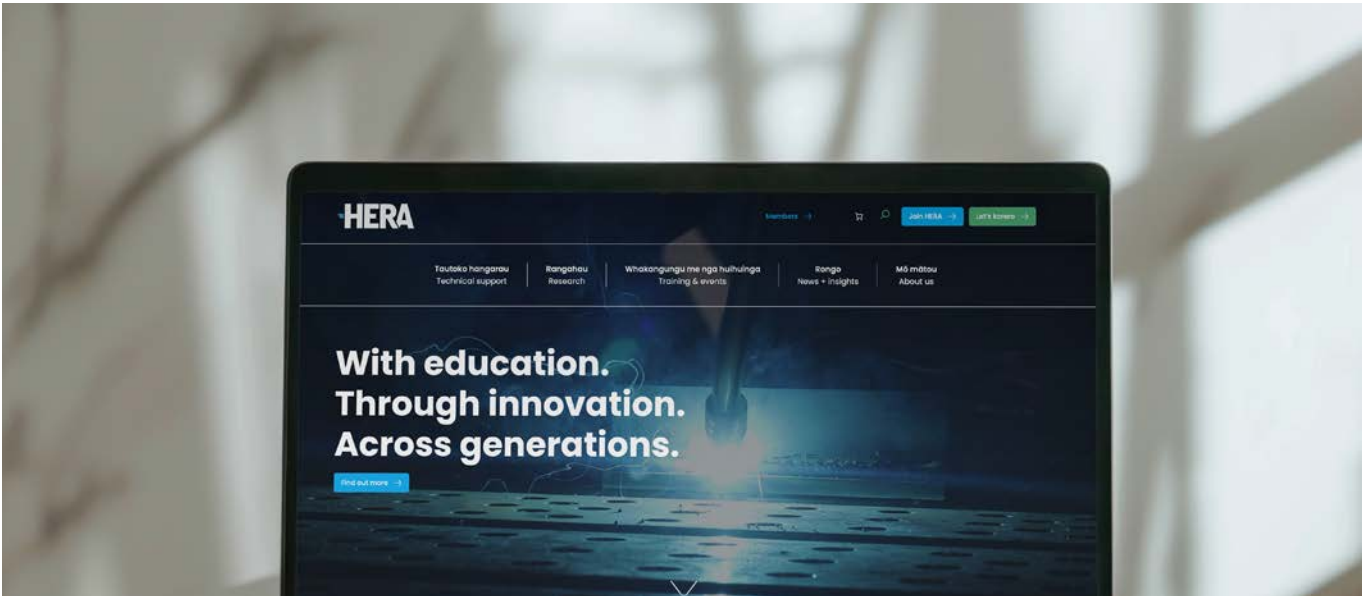 HERA
Members
Join HERA
Let's korero
Tautoko hangarau
Technical support
Rangahau
Research
Whakangungu me nga huihuinga
Training & events
Rongo
News + insights
Mō mātou
About us
With education.
Through innovation.
Across generations.
Find out more